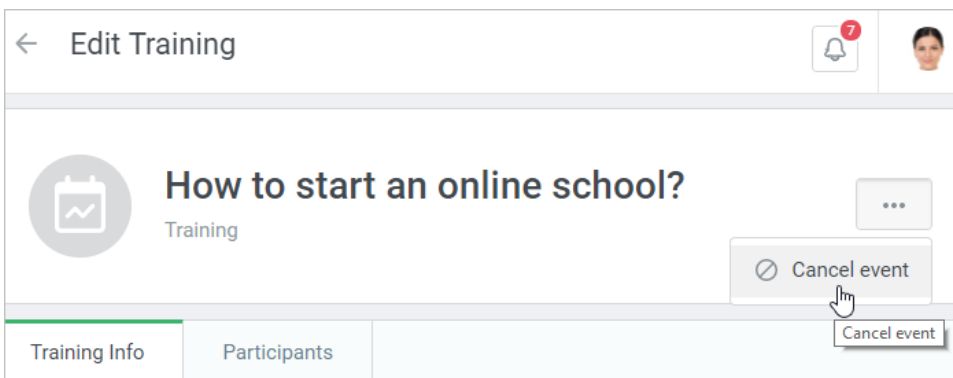 Edit Training
7
How to start an online school?
Training
...
Cancel event
Cancel event
Training Info
Participants